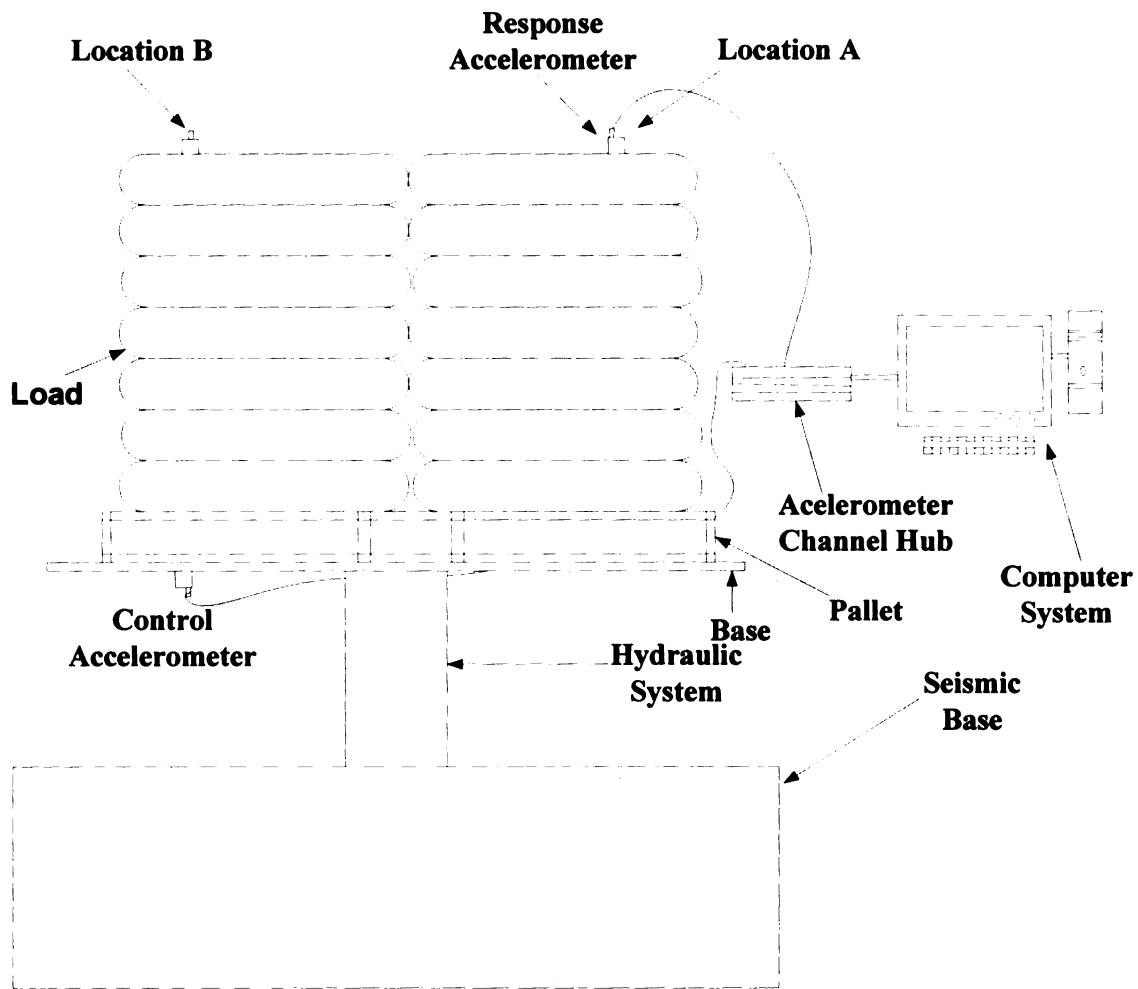 Response
Accelerometer
Location B
Location A
Load
Acelerometer
Channel Hub
Computer
System
Pallet
Control
Accelerometer
Base
Hydraulic
System
Seismic
Base